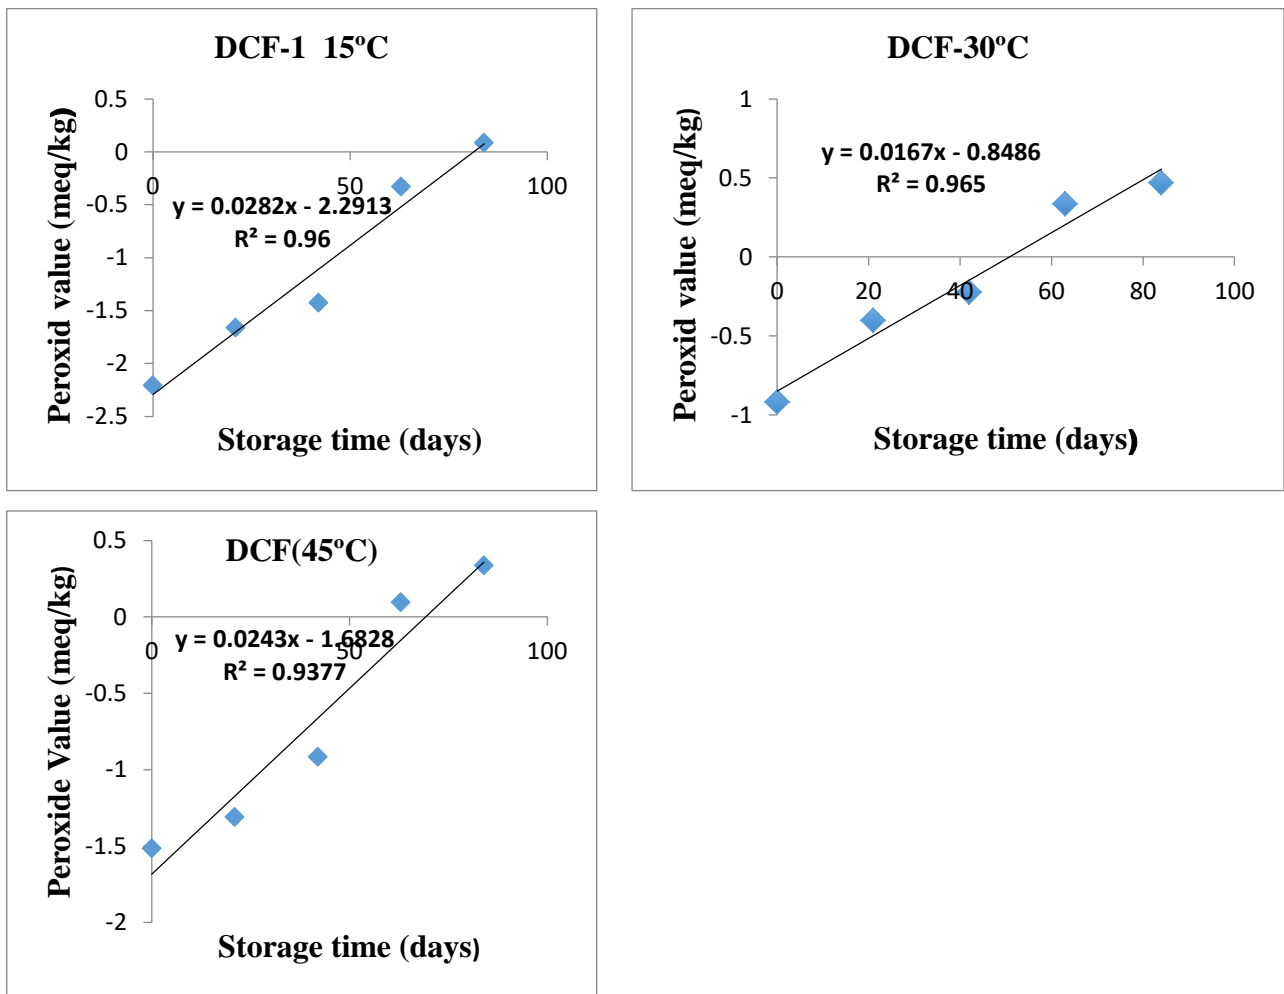 DCF-1 15ºC
Peroxid value (meq/kg)
0.5
0
-0.5
-1
-1.5
-2
-2.5
0
50
100
y = 0.0282x - 2.2913
R² = 0.96
Storage time (days)
DCF-30ºC
Peroxid value (meq/kg)
1
0.5
0
-0.5
-1
0
20
40
60
80
100
y = 0.0167x - 0.8486
R² = 0.965
Storage time (days)
DCF(45ºC)
Peroxide Value (meq/kg)
0.5
0
-0.5
-1
-1.5
-2
0
50
100
y = 0.0243x - 1.6828
R² = 0.9377
Storage time (days)